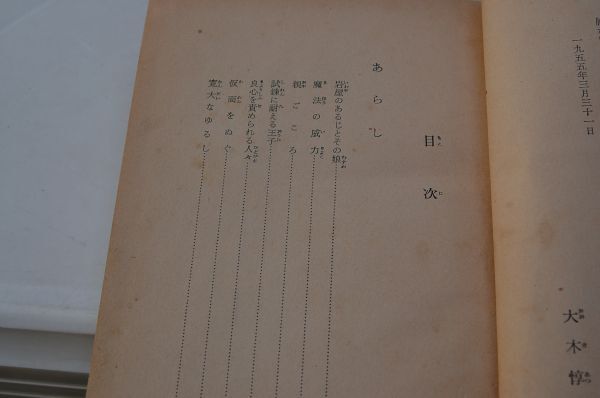 一九五五年三月三十一日
大木惇
目次
あらし
岩屋のあるじとその娘
魔法の威力
親ごころ
試錬に耐える王子
良心を責められる人々
仮面をぬぐ
寛大なゆるし